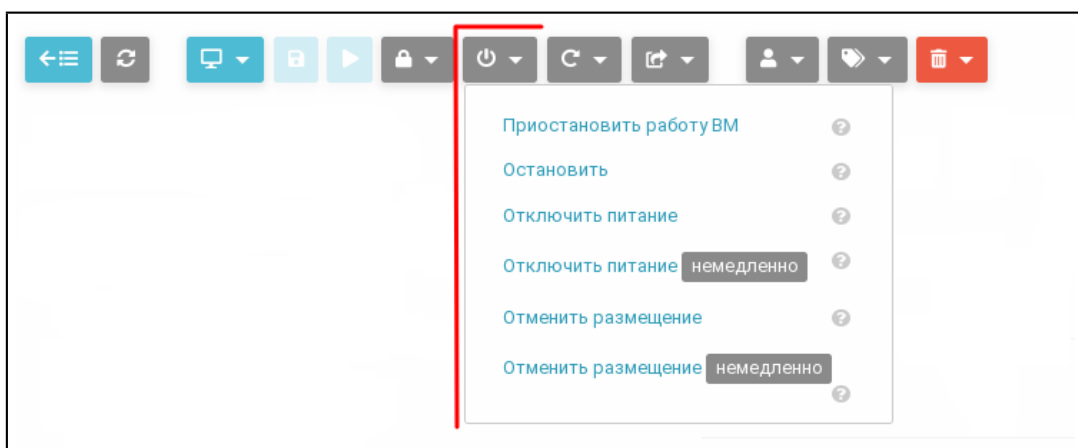 Приостановить работу ВМ
Остановить
Отключить питание
Отключить питание немедленно
Отменить размещение
Отменить размещение немедленно